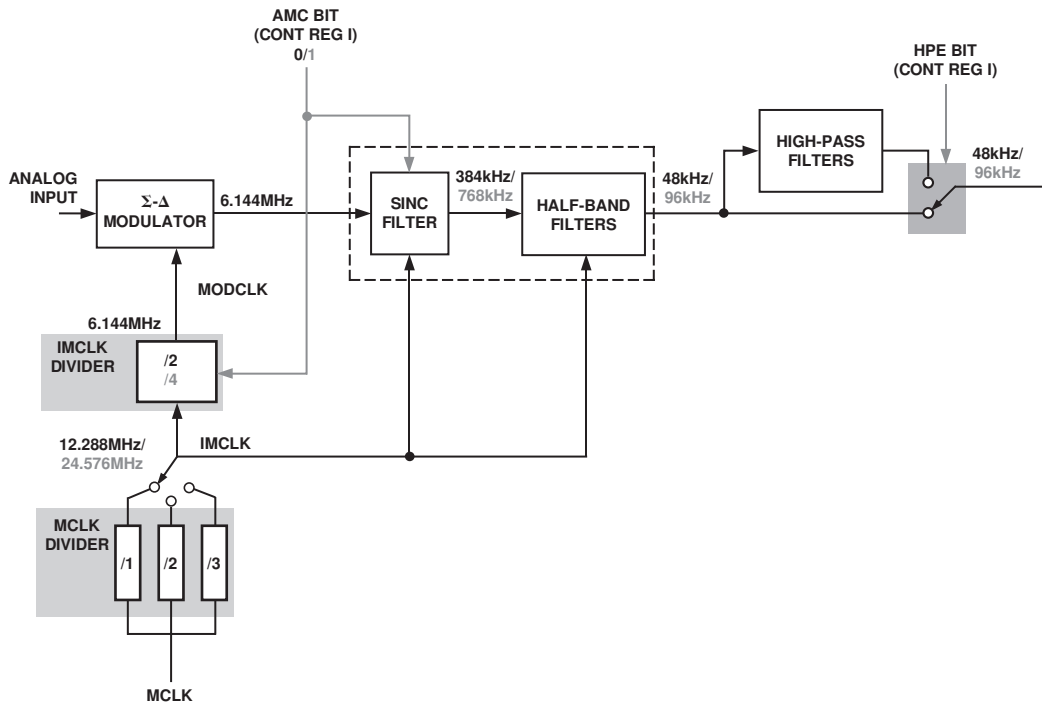 AMC BIT
(CONT REG I)
0/1
HPE BIT
(CONT REG I)
HIGH-PASS
FILTERS
48kHz/
96kHz
ANALOG
INPUT
Σ-Δ
MODULATOR
6.144MHz
SINC
FILTER
384kHz/
768kHz
HALF-BAND
FILTERS
48kHz/
96kHz
MODCLK
6.144MHz
IMCLK
DIVIDER
/2
/4
12.288MHz/
24.576MHz
IMCLK
MCLK
DIVIDER
/1
/2
/3
MCLK